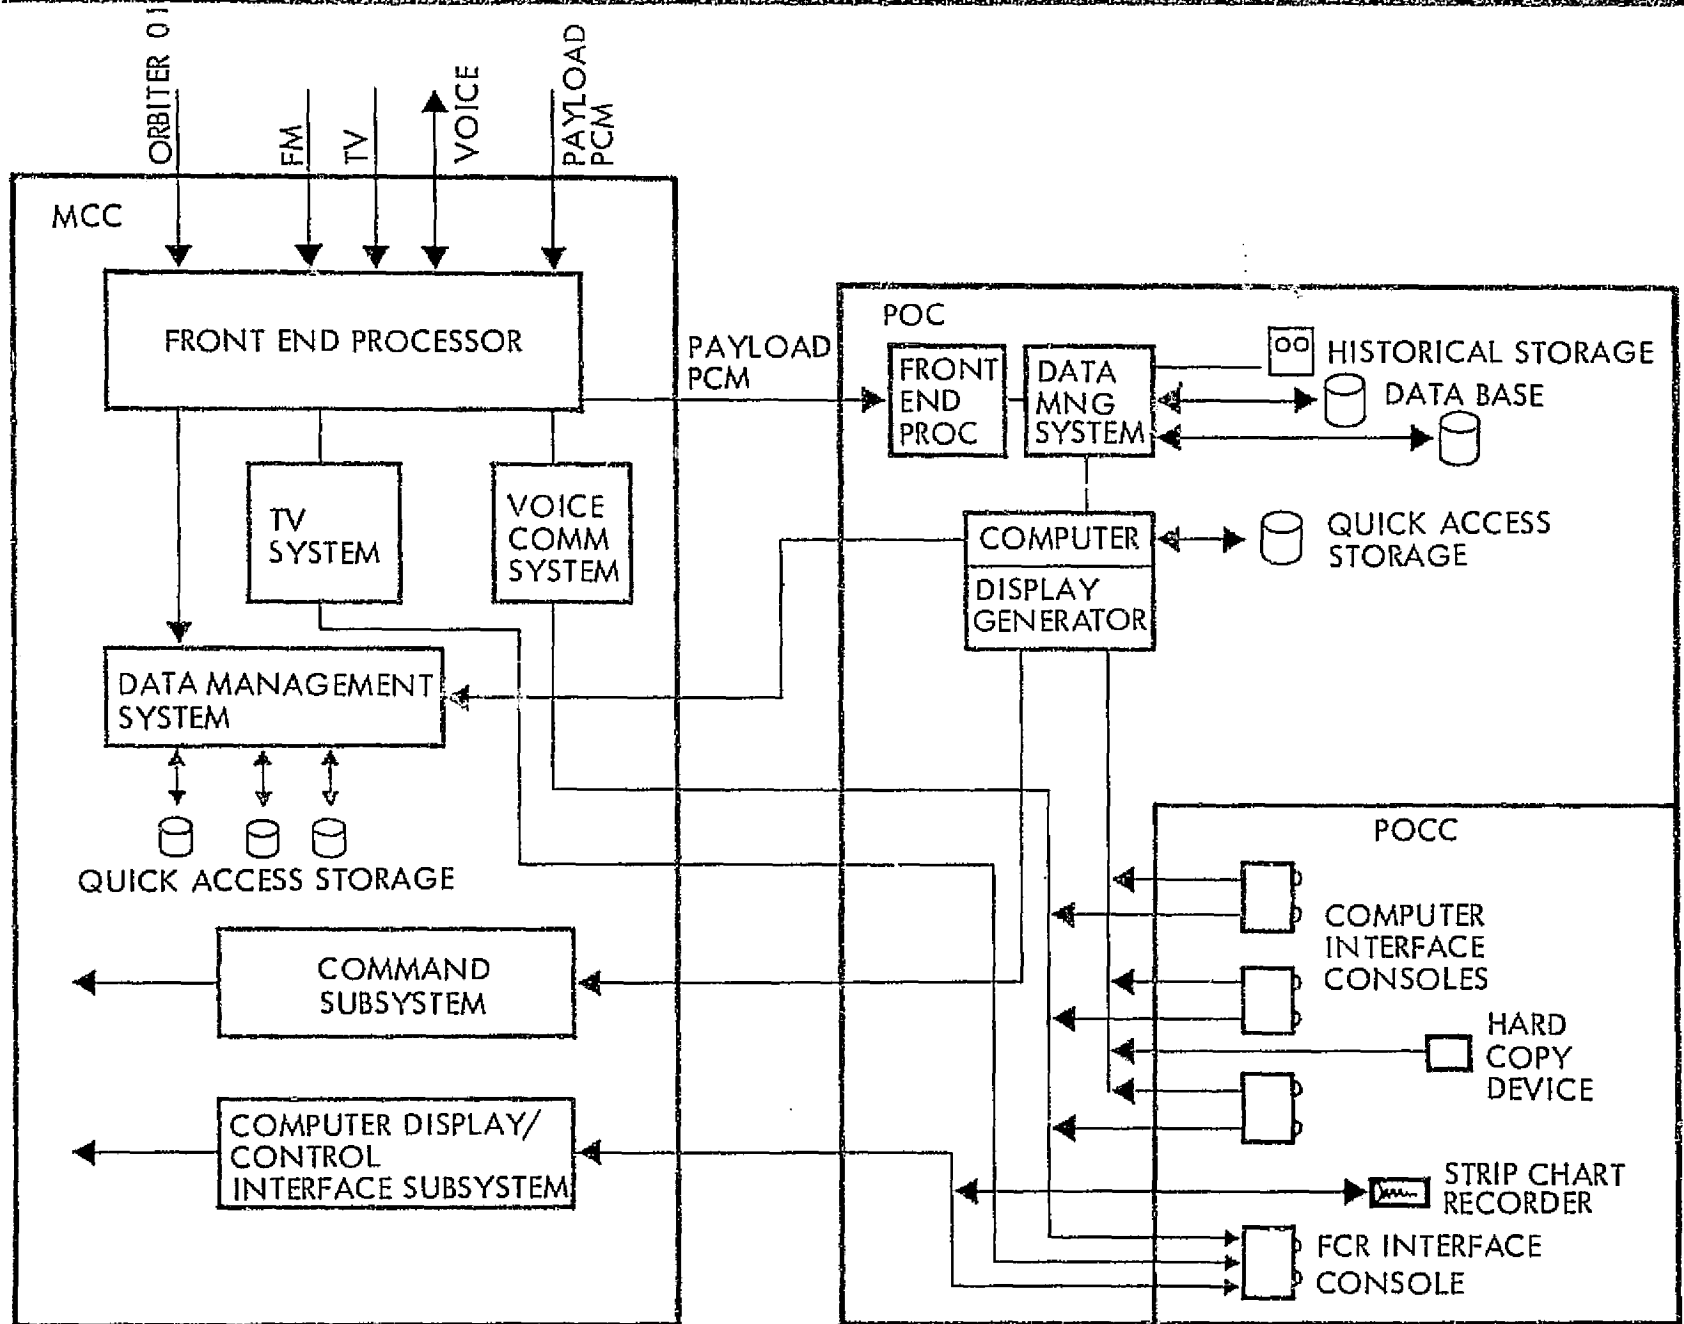 ORBITER
FM
TV
VOICE
PAYLOAD
PCM
MCC
FRONT END PROCESSOR
PAYLOAD
PCM
TV
SYSTEM
VOICE
COMM
SYSTEM
DATA MANAGEMENT
SYSTEM
QUICK ACCESS STORAGE
COMMAND
SUBSYSTEM
COMPUTER DISPLAY/
CONTROL
INTERFACE SUBSYSTEM
POC
FRONT
END
PROC
DATA
MNG
SYSTEM
HISTORICAL STORAGE
DATA BASE
COMPUTER
DISPLAY
GENERATOR
QUICK ACCESS
STORAGE
POCC
COMPUTER
INTERFACE
CONSOLES
HARD
COPY
DEVICE
STRIP CHART
RECORDER
FCR INTERFACE
CONSOLE